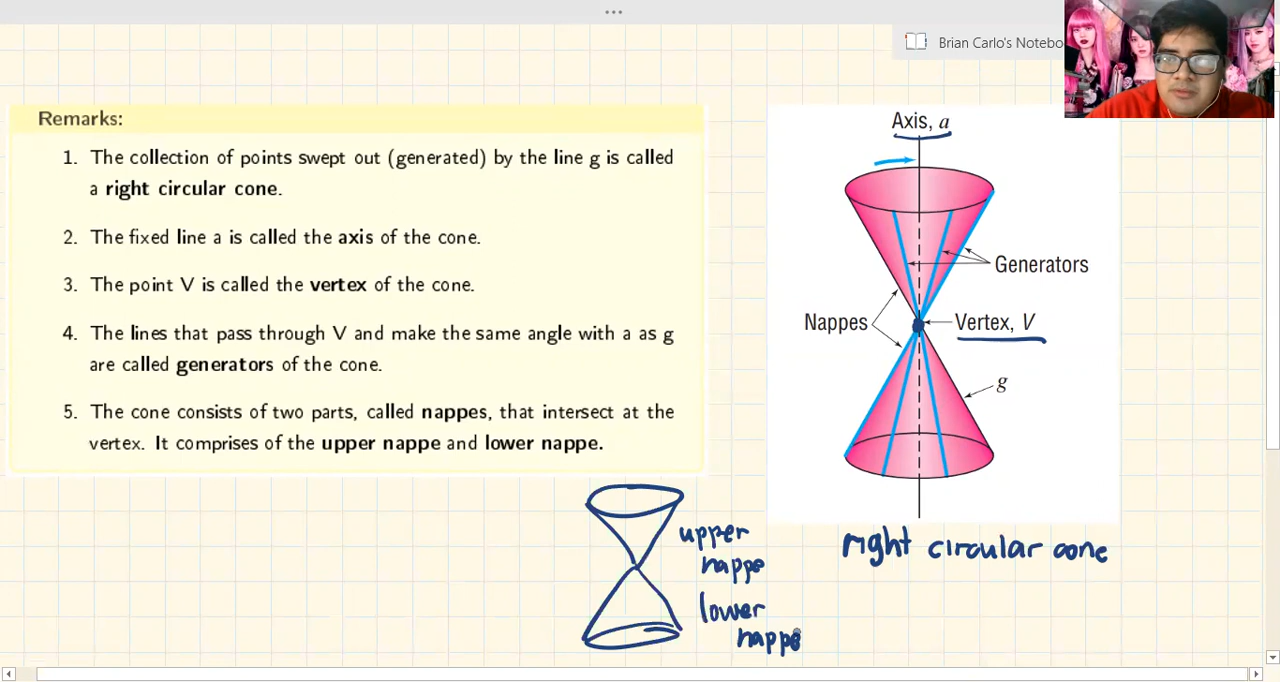 Brian Carlo's Notebo
Remarks:
1. The collection of points swept out (generated) by the line g is called
a right circular cone.
2. The fixed line a is called the axis of the cone.
3. The point V is called the vertex of the cone.
4. The lines that pass through V and make the same angle with a as g
are called generators of the cone.
5. The cone consists of two parts, called nappes, that intersect at the
vertex. It comprises of the upper nappe and lower nappe.
Axis, a
Generators
Nappes
Vertex, V
g
upper
nappe
lower
nappe
right circular cone